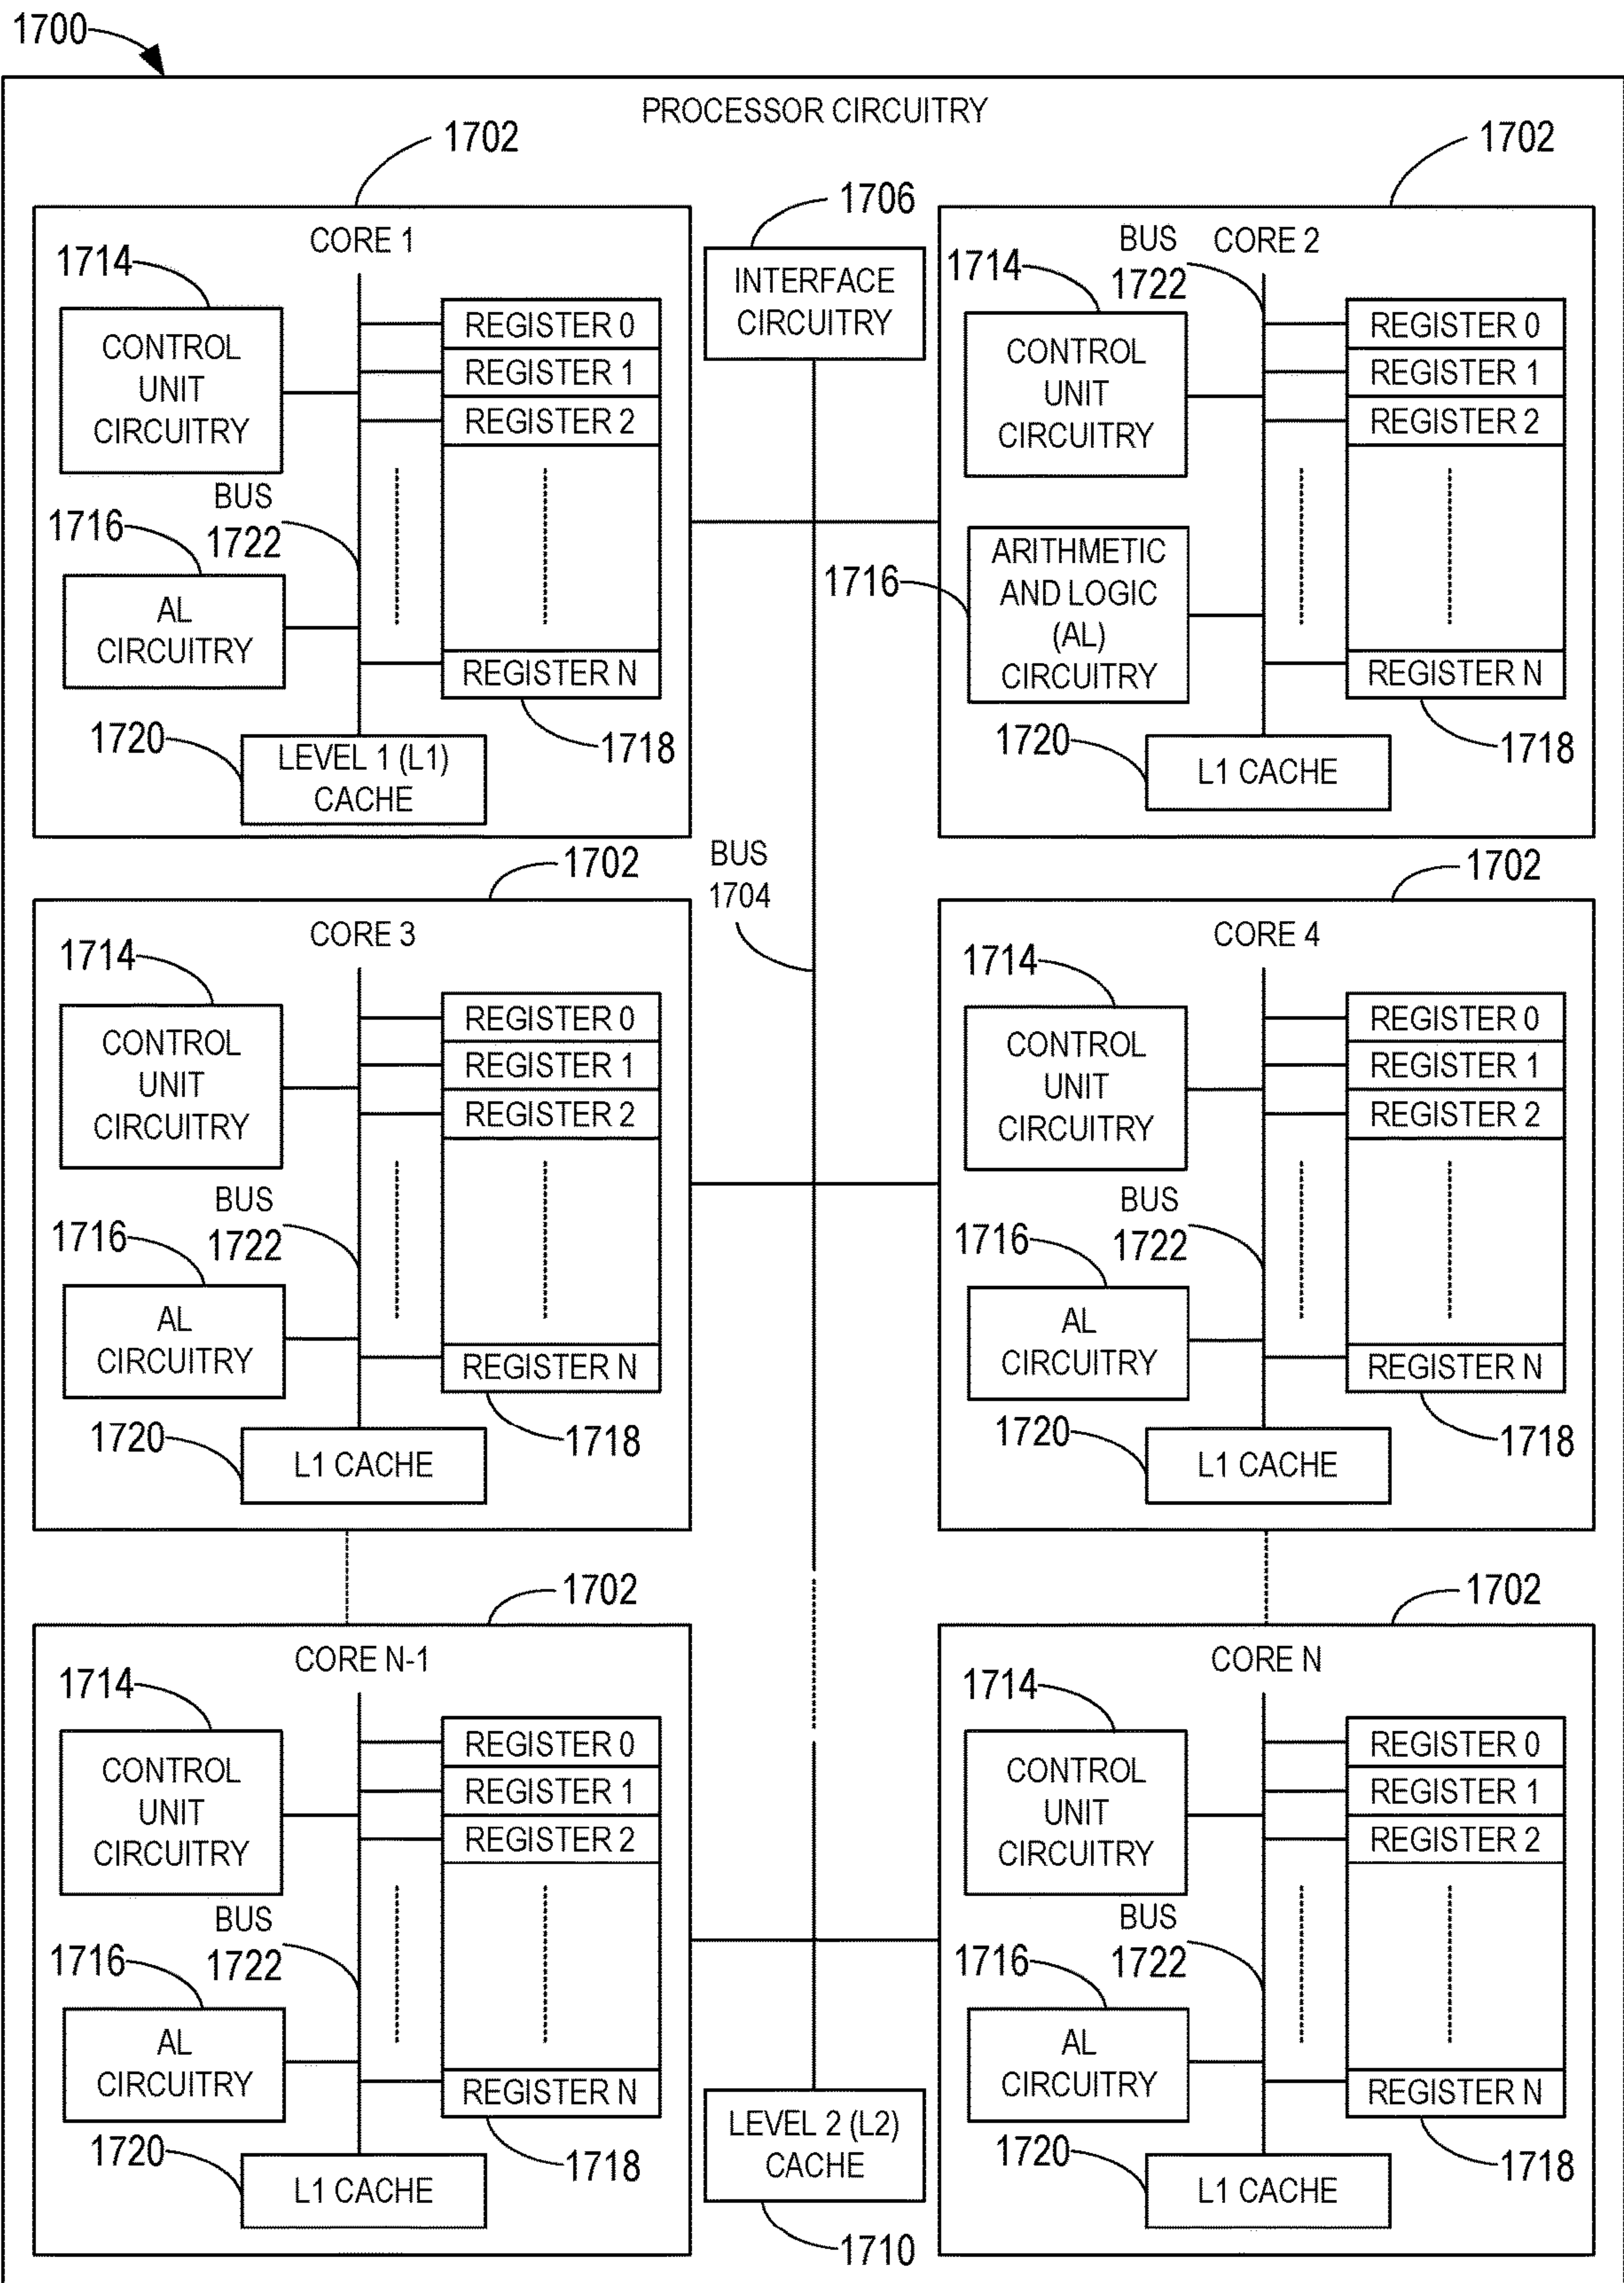 1700
PROCESSOR CIRCUITRY
1702
CORE 1
1714
CONTROL
UNIT
CIRCUITRY
REGISTER 0
REGISTER 1
REGISTER 2
BUS
1722
1716
AL
CIRCUITRY
REGISTER N
1718
1720
LEVEL 1 (L1)
CACHE
1706
INTERFACE
CIRCUITRY
1702
BUS
1722
CORE 2
1714
CONTROL
UNIT
CIRCUITRY
REGISTER 0
REGISTER 1
REGISTER 2
1716
ARITHMETIC
AND LOGIC
(AL)
CIRCUITRY
REGISTER N
1718
1720
L1 CACHE
BUS
1704
1702
CORE 3
1714
CONTROL
UNIT
CIRCUITRY
REGISTER 0
REGISTER 1
REGISTER 2
BUS
1722
1716
AL
CIRCUITRY
REGISTER N
1718
1720
L1 CACHE
1702
CORE 4
1714
CONTROL
UNIT
CIRCUITRY
REGISTER 0
REGISTER 1
REGISTER 2
BUS
1722
1716
AL
CIRCUITRY
REGISTER N
1718
1720
L1 CACHE
1702
CORE N-1
1714
CONTROL
UNIT
CIRCUITRY
REGISTER 0
REGISTER 1
REGISTER 2
BUS
1722
1716
AL
CIRCUITRY
REGISTER N
1718
1720
L1 CACHE
LEVEL 2 (L2)
CACHE
1710
1702
CORE N
1714
CONTROL
UNIT
CIRCUITRY
REGISTER 0
REGISTER 1
REGISTER 2
BUS
1722
1716
AL
CIRCUITRY
REGISTER N
1718
1720
L1 CACHE